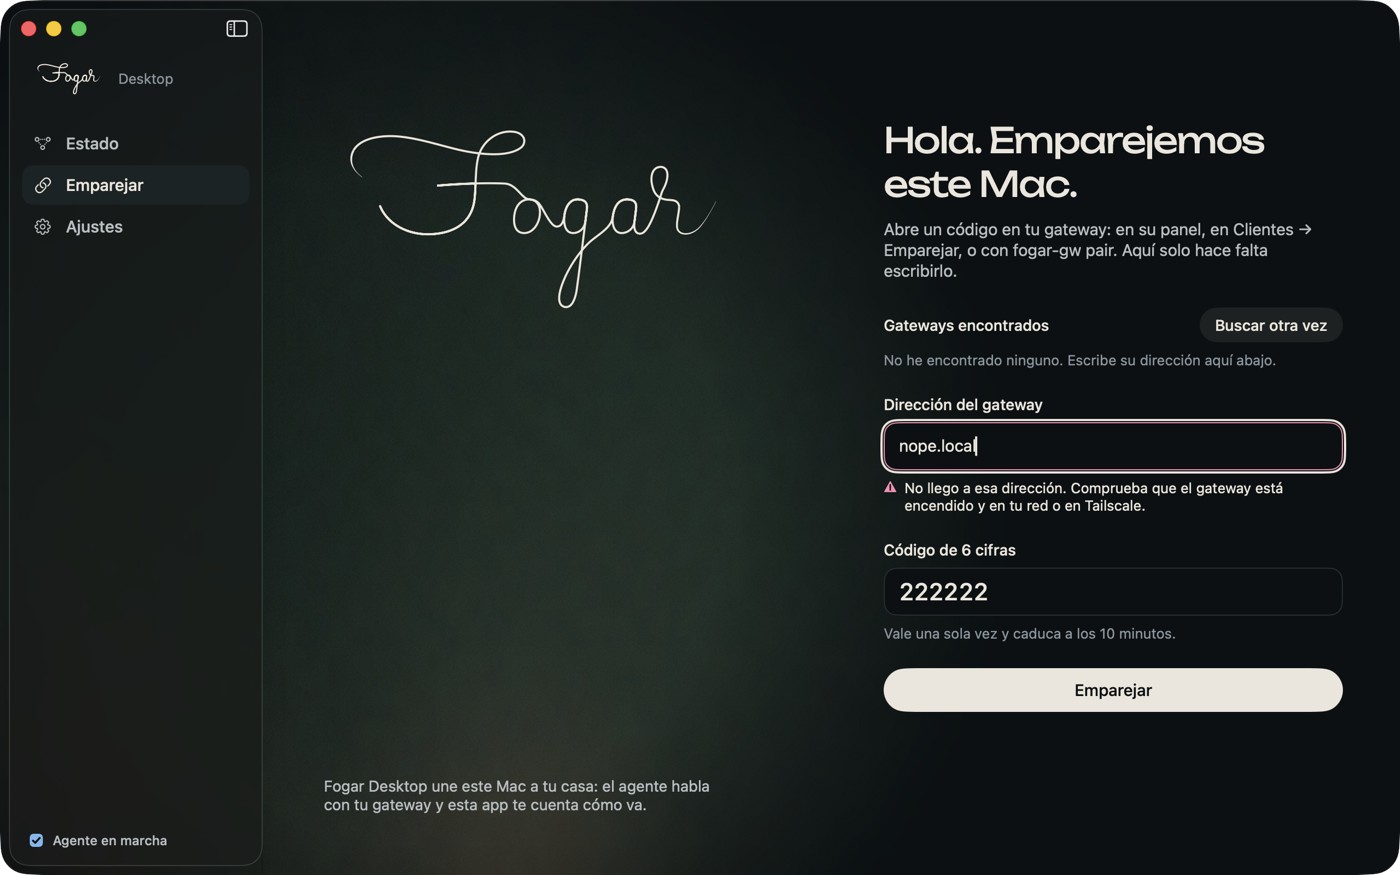 Fogar Desktop
Estado
Emparejar
Ajustes
Agente en marcha
Fogar
Fogar Desktop une este Mac a tu casa: el agente habla
con tu gateway y esta app te cuenta cómo va.
Hola. Emparejemos
este Mac.
Abre un código en tu gateway: en su panel, en Clientes →
Emparejar, o con fogar-gw pair. Aquí solo hace falta
escribirlo.
Gateways encontrados
Buscar otra vez
No he encontrado ninguno. Escribe su dirección aquí abajo.
Dirección del gateway
nope.local
No llego a esa dirección. Comprueba que el gateway está
encendido y en tu red o en Tailscale.
Código de 6 cifras
222222
Vale una sola vez y caduca a los 10 minutos.
Emparejar